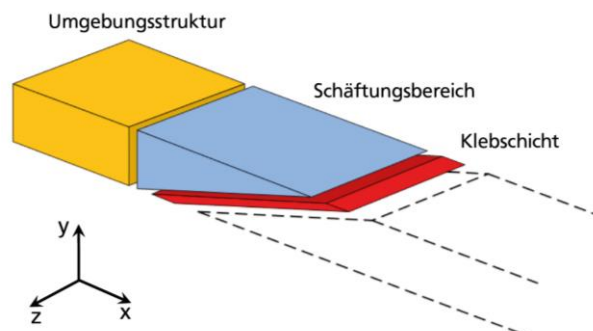 Umgebungsstruktur
Schäftungsbereich
Klebschicht
y
z
x